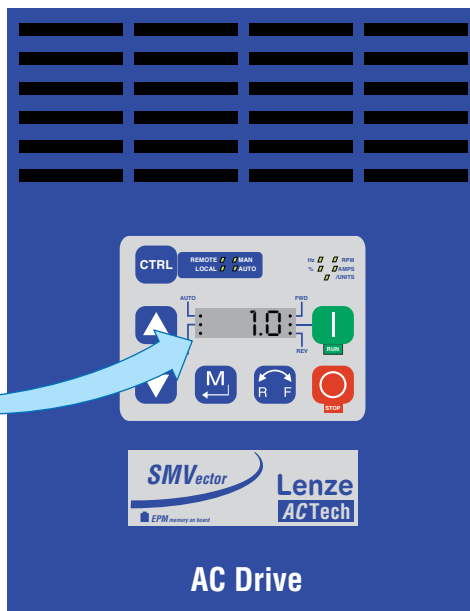 CTRL
REMOTE MAN
LOCAL AUTO
Hz RPM
% AMPS
/UNITS
AUTO FWD
1.0
REV
RUN
M
R F
STOP
SMVector
Lenze
ACTech
EPM memory on board
AC Drive